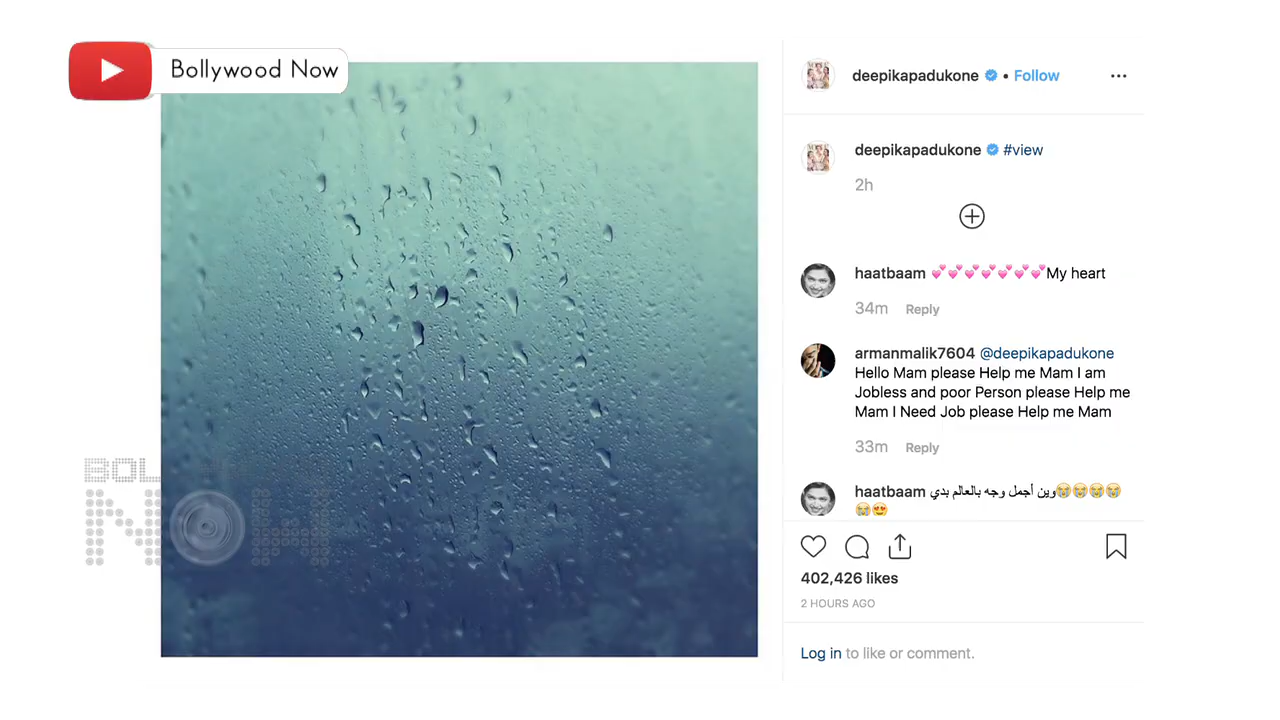 Bollywood Now
deepikapadukone • Follow
deepikapadukone #view
2h
haatbaam 💕💕💕💕💕💕💕My heart
34m Reply
armanmalik7604 @deepikapadukone
Hello Mam please Help me Mam I am
Jobless and poor Person please Help me
Mam I Need Job please Help me Mam
33m Reply
haatbaam وين أجمل وجه بالعالم بدي😭😭😭😭
😭😍
402,426 likes
2 HOURS AGO
Log in to like or comment.
BOL
NOW